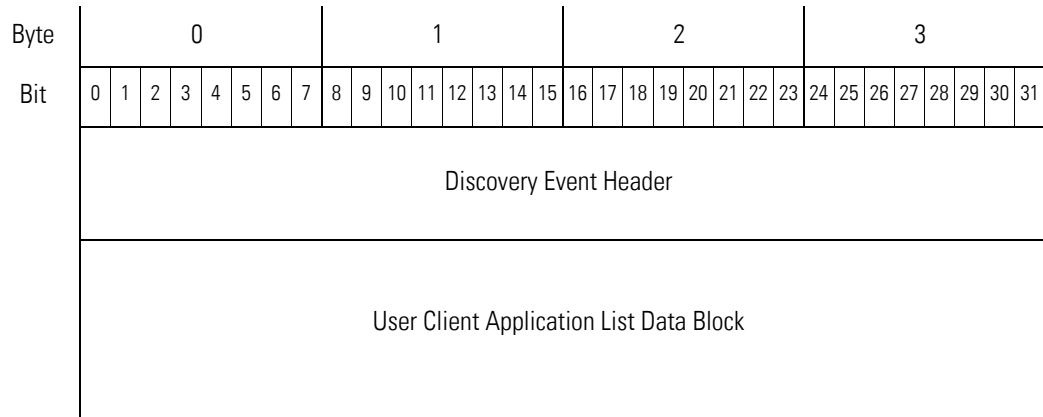 Byte 0 1 2 3
Bit 0 1 2 3 4 5 6 7 8 9 10 11 12 13 14 15 16 17 18 19 20 21 22 23 24 25 26 27 28 29 30 31
Discovery Event Header
User Client Application List Data Block